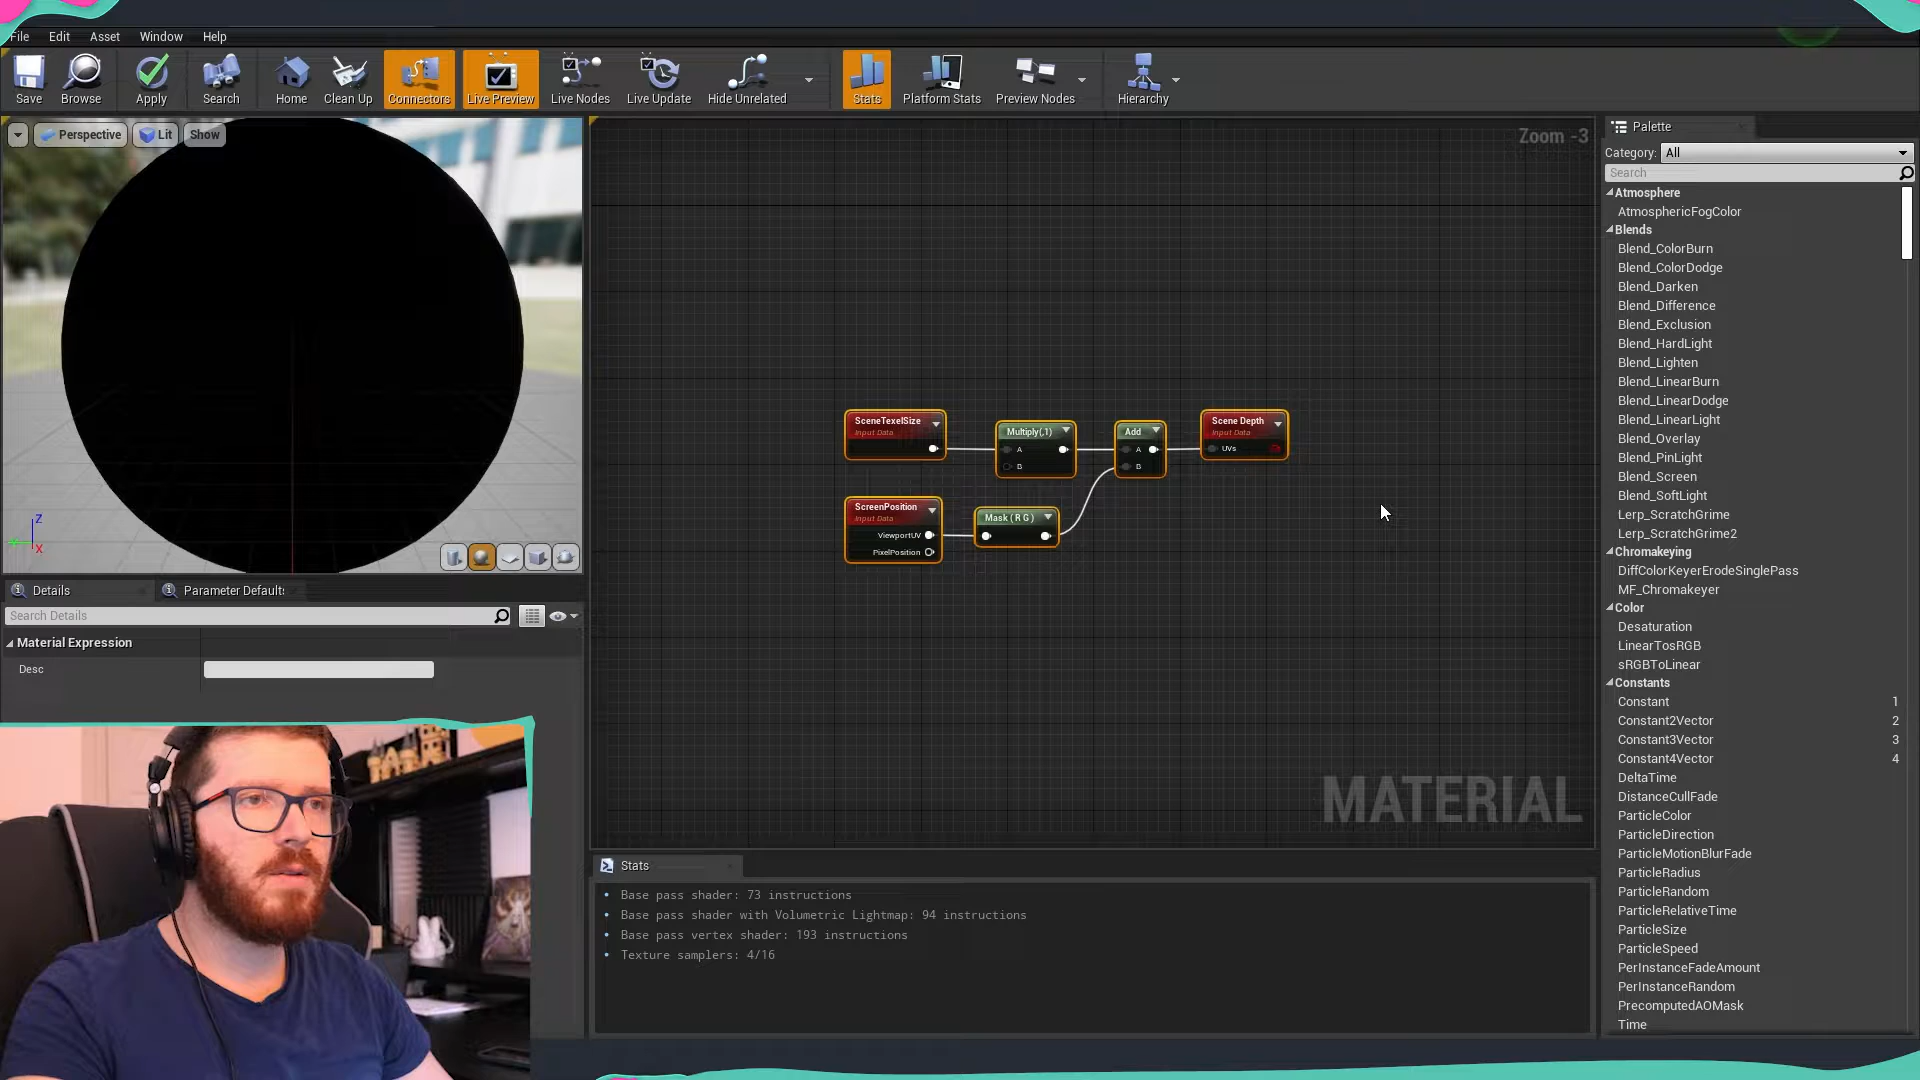 File Edit Asset Window Help
Save Browse Apply Search Home Clean Up Connectors Live Preview Live Nodes Live Update Hide Unrelated Stats Platform Stats Preview Nodes Hierarchy
Perspective Lit Show
Z
X
Details Parameter Default
Search Details
Material Expression
Desc
Zoom -3
SceneTexelSize
Input Data
Multiply(,1)
A
B
Add
A
B
Scene Depth
Input Data
UVs
ScreenPosition
Input Data
ViewportUV
PixelPosition
Mask ( R G )
MATERIAL
Stats
Base pass shader: 73 instructions
Base pass shader with Volumetric Lightmap: 94 instructions
Base pass vertex shader: 193 instructions
Texture samplers: 4/16
Palette
Category: All
Search
Atmosphere
AtmosphericFogColor
Blends
Blend_ColorBurn
Blend_ColorDodge
Blend_Darken
Blend_Difference
Blend_Exclusion
Blend_HardLight
Blend_Lighten
Blend_LinearBurn
Blend_LinearDodge
Blend_LinearLight
Blend_Overlay
Blend_PinLight
Blend_Screen
Blend_SoftLight
Lerp_ScratchGrime
Lerp_ScratchGrime2
Chromakeying
DiffColorKeyerErodeSinglePass
MF_Chromakeyer
Color
Desaturation
LinearTosRGB
sRGBToLinear
Constants
Constant 1
Constant2Vector 2
Constant3Vector 3
Constant4Vector 4
DeltaTime
DistanceCullFade
ParticleColor
ParticleDirection
ParticleMotionBlurFade
ParticleRadius
ParticleRandom
ParticleRelativeTime
ParticleSize
ParticleSpeed
PerInstanceFadeAmount
PerInstanceRandom
PrecomputedAOMask
Time